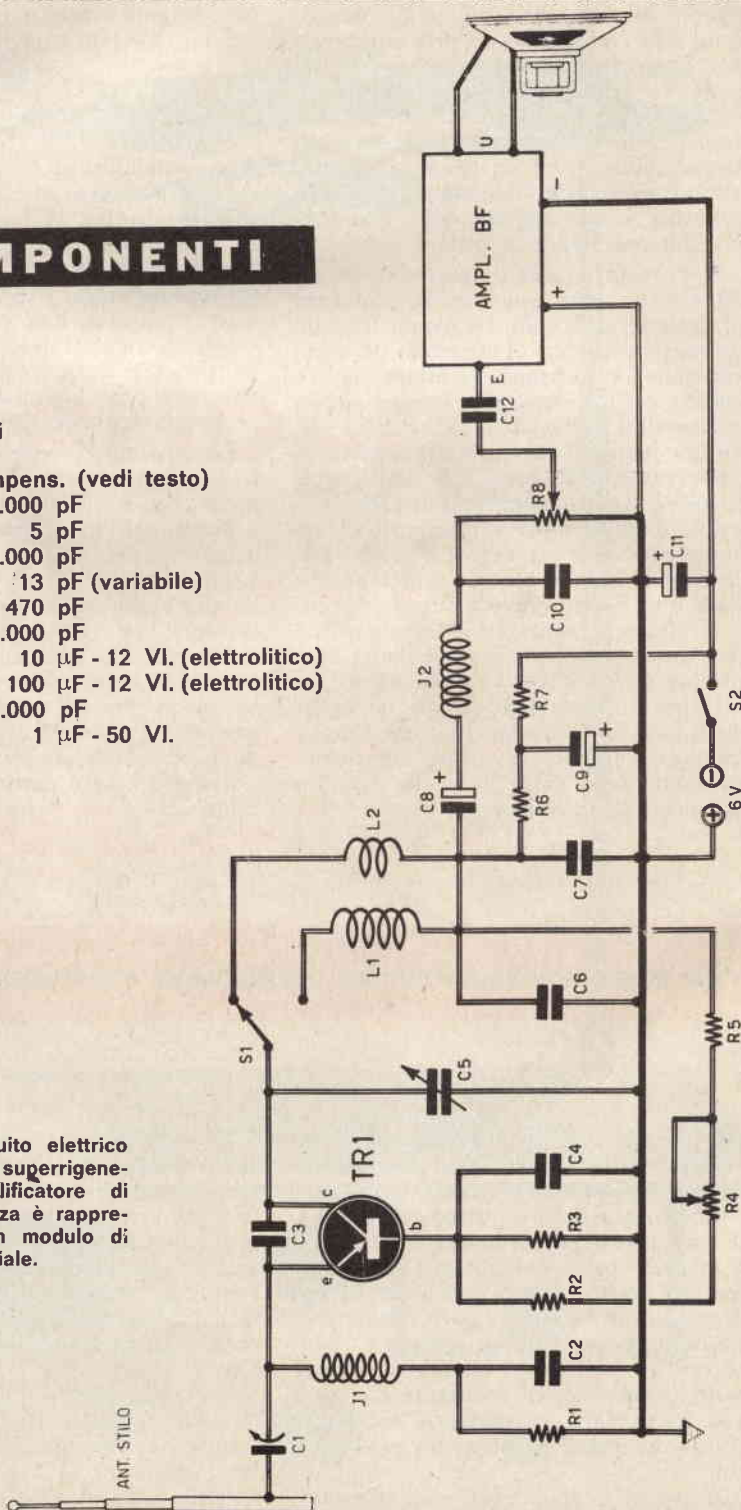 MPONENTI
i
mpens. (vedi testo)
.000 pF
5 pF
.000 pF
13 pF (variabile)
470 pF
.000 pF
10 μF - 12 Vl. (elettrolitico)
100 μF - 12 Vl. (elettrolitico)
.000 pF
1 μF - 50 Vl.
uito elettrico
superrigene-
lificatore di
za è rappre-
n modulo di
iale.
ANT. STILO
C1
J1
R1
C2
e
C3
c
TR1
b
R2
R3
C4
S1
C5
R4
R5
L1
L2
C6
C7
C8
+
R6
R7
C9
+
J2
C10
R8
C11
+
C12
E
AMPL. BF
U
+
-
+
-
6 V
S2